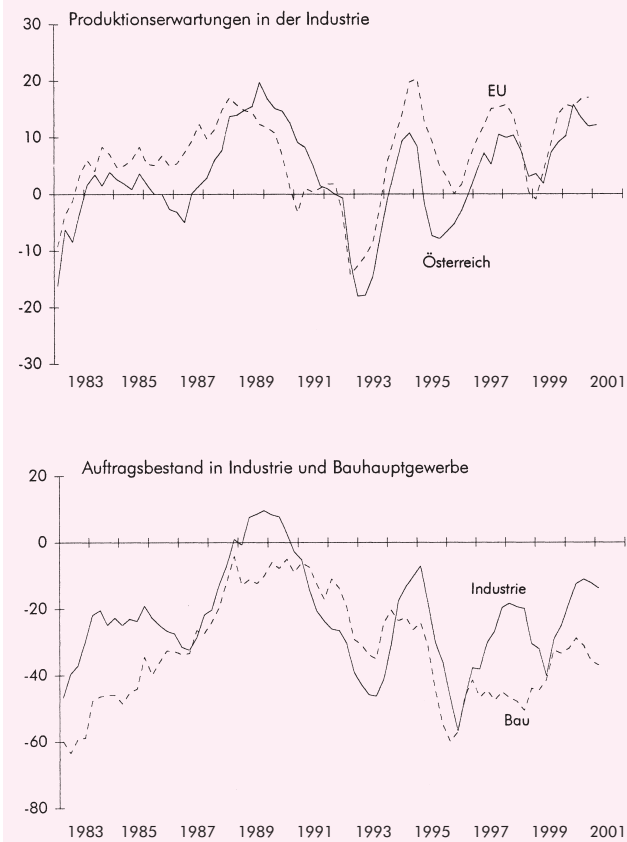 Produktionserwartungen in der Industrie
30
20
EU
10
0
-10
Österreich
-20
-30
1983 1985 1987 1989 1991 1993 1995 1997 1999 2001
Auftragsbestand in Industrie und Bauhauptgewerbe
20
0
Industrie
-20
-40
Bau
-60
-80
1983 1985 1987 1989 1991 1993 1995 1997 1999 2001